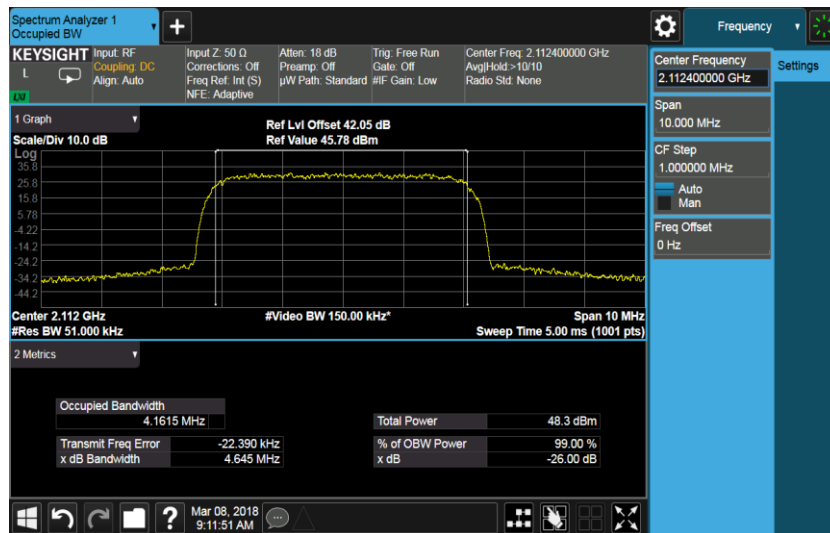 Spectrum Analyzer 1
Occupied BW
+
Frequency
KEYSIGHT
L
LXI
Input: RF
Coupling: DC
Align: Auto
Input Z: 50 Ω
Corrections: Off
Freq Ref: Int (S)
NFE: Adaptive
Atten: 18 dB
Preamp: Off
µW Path: Standard
Trig: Free Run
Gate: Off
#IF Gain: Low
Center Freq: 2.112400000 GHz
Avg|Hold:>10/10
Radio Std: None
Center Frequency
2.112400000 GHz
Settings
Span
10.000 MHz
CF Step
1.000000 MHz
Auto
Man
Freq Offset
0 Hz
1 Graph
Scale/Div 10.0 dB
Ref Lvl Offset 42.05 dB
Ref Value 45.78 dBm
Log
35.8
25.8
15.8
5.78
-4.22
-14.2
-24.2
-34.2
-44.2
Center 2.112 GHz
#Video BW 150.00 kHz*
Span 10 MHz
#Res BW 51.000 kHz
Sweep Time 5.00 ms (1001 pts)
2 Metrics
Occupied Bandwidth
4.1615 MHz
Total Power 48.3 dBm
Transmit Freq Error -22.390 kHz
% of OBW Power 99.00 %
x dB Bandwidth 4.645 MHz
x dB -26.00 dB
?
Mar 08, 2018
9:11:51 AM